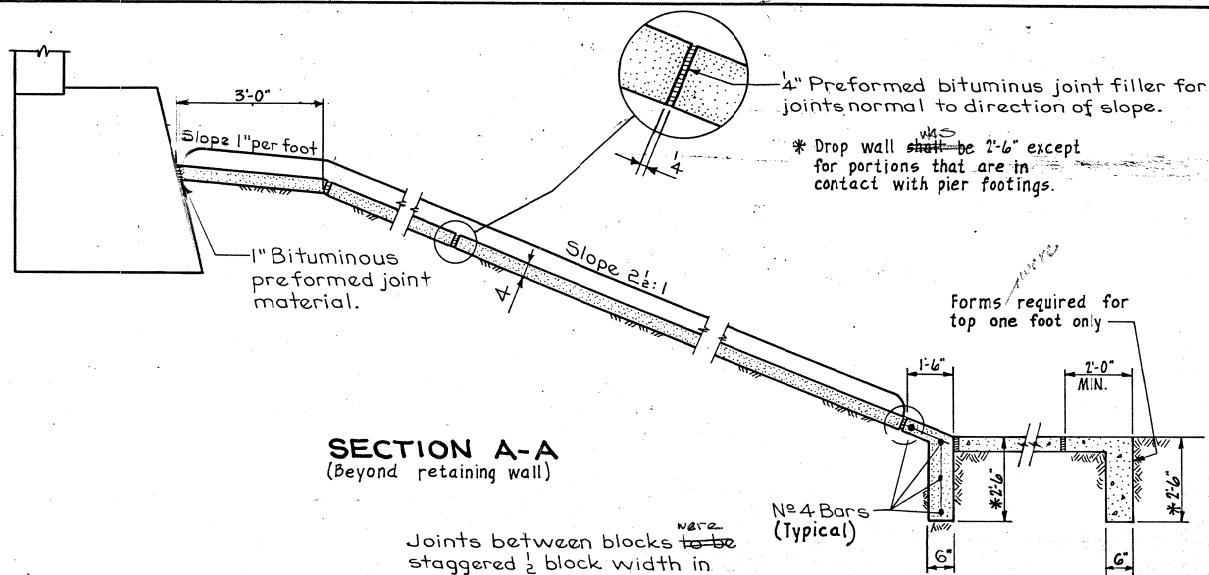 3'-0"
Slope 1" per foot
1/4" Preformed bituminus joint filler for
joints normal to direction of slope.
1/4
was
* Drop wall shall be 2'-6" except
for portions that are in
contact with pier footings.
1" Bituminous
preformed joint
material.
4
Slope 2 1/2:1
were
Forms required for
top one foot only
1'-6"
2'-0"
MIN.
SECTION A-A
(Beyond retaining wall)
*2'-6"
*2'-6"
Nº 4 Bars
(Typical)
6"
6"
were
Joints between blocks to be
staggered 1/2 block width in